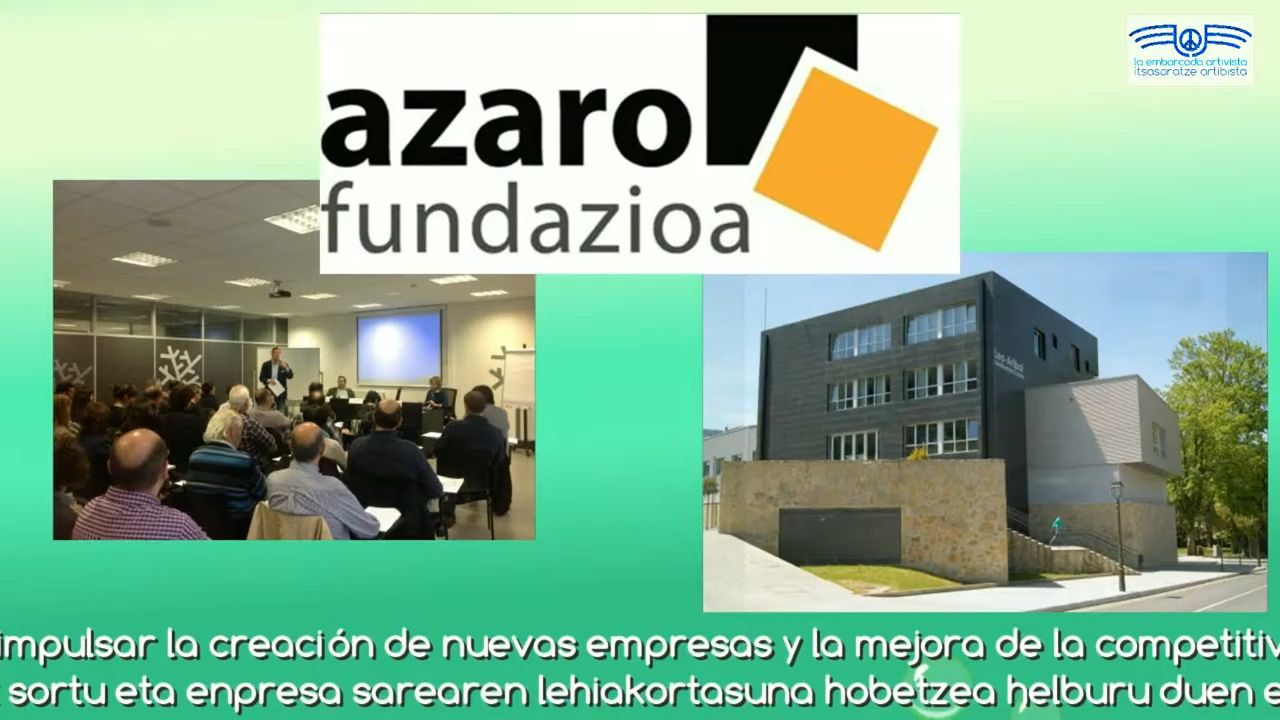 azaro
fundazioa
la embarcada artivista
itsasoratze artibista
impulsar la creación de nuevas empresas y la mejora de la competitiv
sortu eta enpresa sarearen lehiakortasuna hobetzea helburu duen e